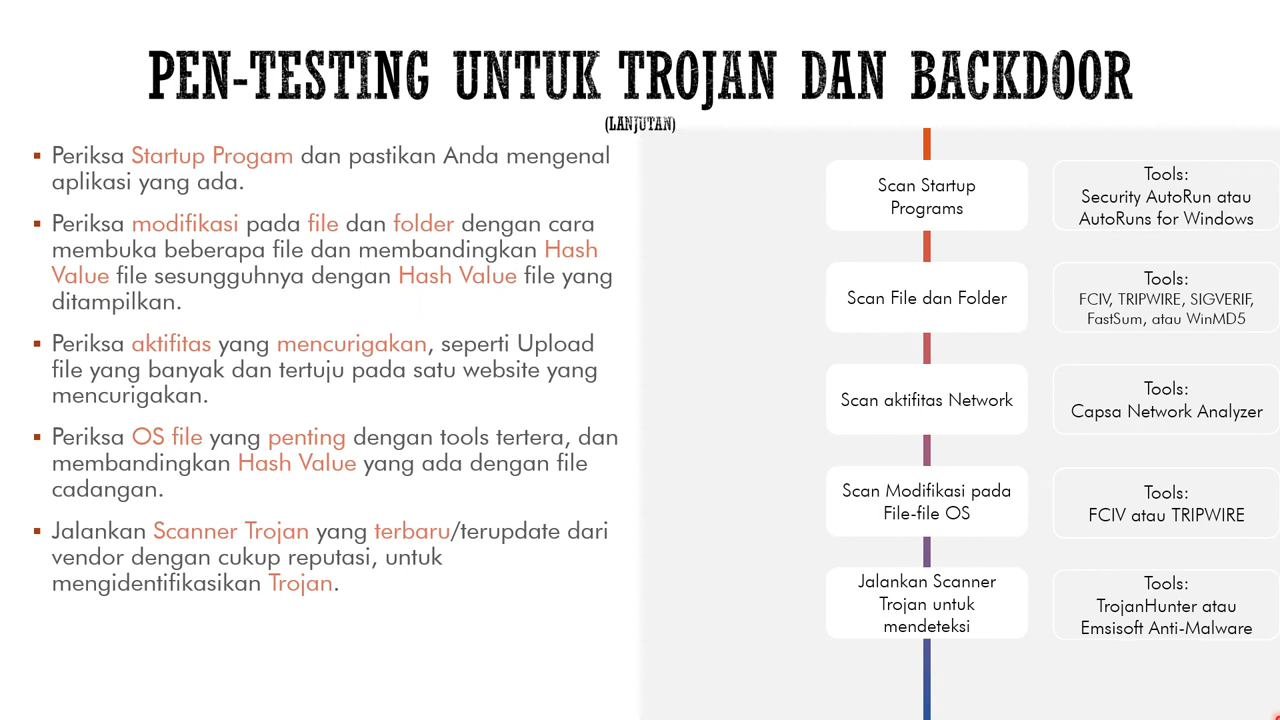 PEN-TESTING UNTUK TROJAN DAN BACKDOOR
(LANJUTAN)
▪ Periksa Startup Progam dan pastikan Anda mengenal
aplikasi yang ada.
▪ Periksa modifikasi pada file dan folder dengan cara
membuka beberapa file dan membandingkan Hash
Value file sesungguhnya dengan Hash Value file yang
ditampilkan.
▪ Periksa aktifitas yang mencurigakan, seperti Upload
file yang banyak dan tertuju pada satu website yang
mencurigakan.
▪ Periksa OS file yang penting dengan tools tertera, dan
membandingkan Hash Value yang ada dengan file
cadangan.
▪ Jalankan Scanner Trojan yang terbaru/terupdate dari
vendor dengan cukup reputasi, untuk
mengidentifikasikan Trojan.
Scan Startup
Programs
Tools:
Security AutoRun atau
AutoRuns for Windows
Scan File dan Folder
Tools:
FCIV, TRIPWIRE, SIGVERIF,
FastSum, atau WinMD5
Scan aktifitas Network
Tools:
Capsa Network Analyzer
Scan Modifikasi pada
File-file OS
Tools:
FCIV atau TRIPWIRE
Jalankan Scanner
Trojan untuk
mendeteksi
Tools:
TrojanHunter atau
Emsisoft Anti-Malware